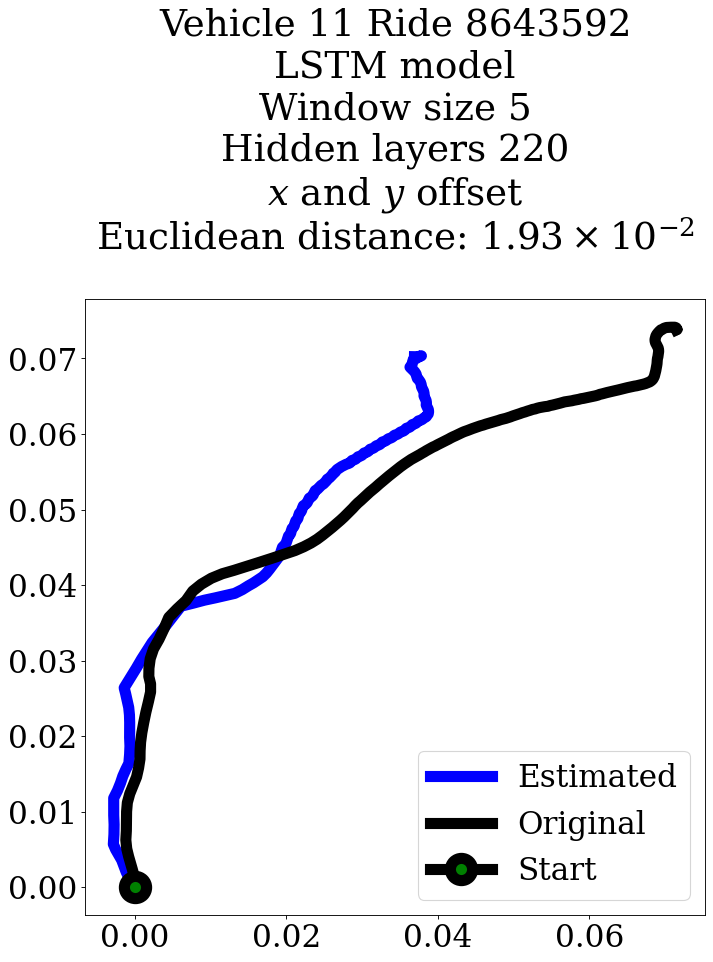 Vehicle 11 Ride 8643592
LSTM model
Window size 5
Hidden layers 220
x and y offset
Euclidean distance: 1.93 × 10⁻²
0.07
0.06
0.05
0.04
0.03
0.02
0.01
0.00
Estimated
Original
Start
0.00 0.02 0.04 0.06